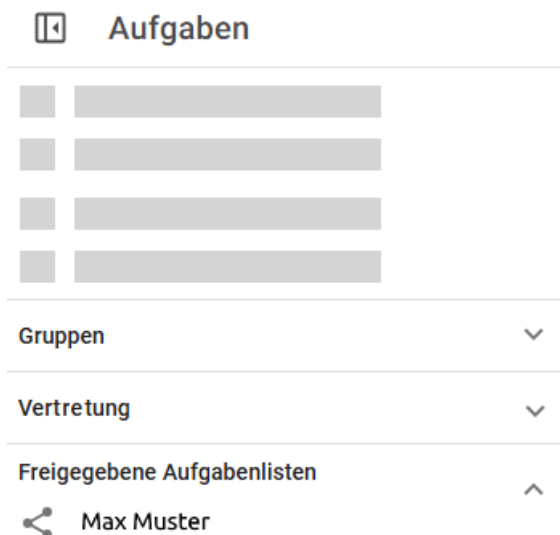 Aufgaben
Gruppen
Vertretung
Freigegebene Aufgabenlisten
Max Muster